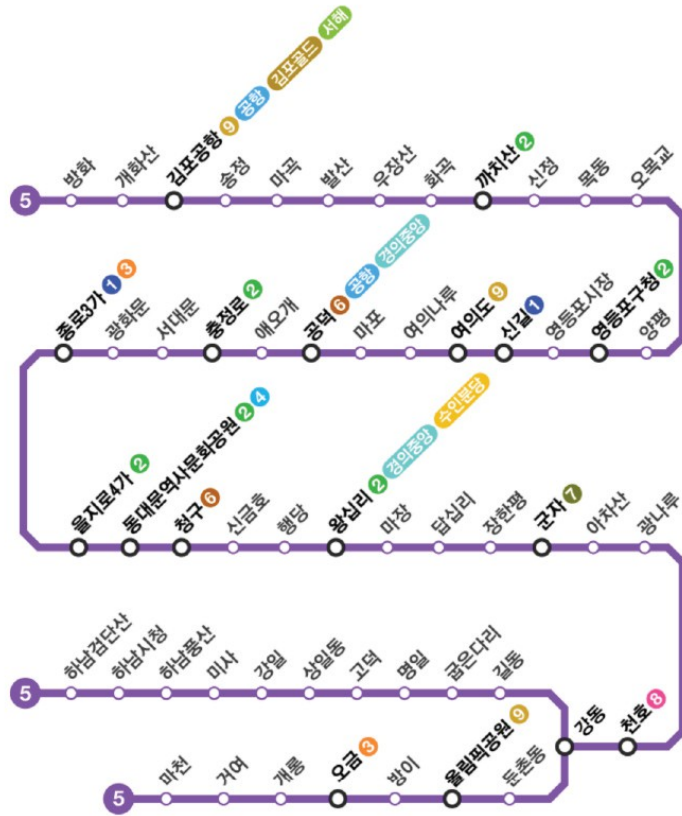 서해
김포골드
공항
9
김포공항
방화
개화산
송정
마곡
발산
우장산
화곡
까치산 2
신정
목동
오목교
5
종로3가 1 3
광화문
서대문
충정로 2
애오개
공덕 6 공항 경의중앙
마포
여의나루
여의도 9
신길 1
영등포시장
영등포구청 2
양평
을지로4가 2
동대문역사문화공원 2 4
청구 6
신금호
행당
왕십리 2 경의중앙 수인분당
마장
답십리
장한평
군자 7
아차산
광나루
하남검단산
하남시청
하남풍산
미사
강일
상일동
고덕
명일
굽은다리
길동
5
강동
천호 8
마천
거여
개롱
오금 3
방이
올림픽공원 9
둔촌동
5